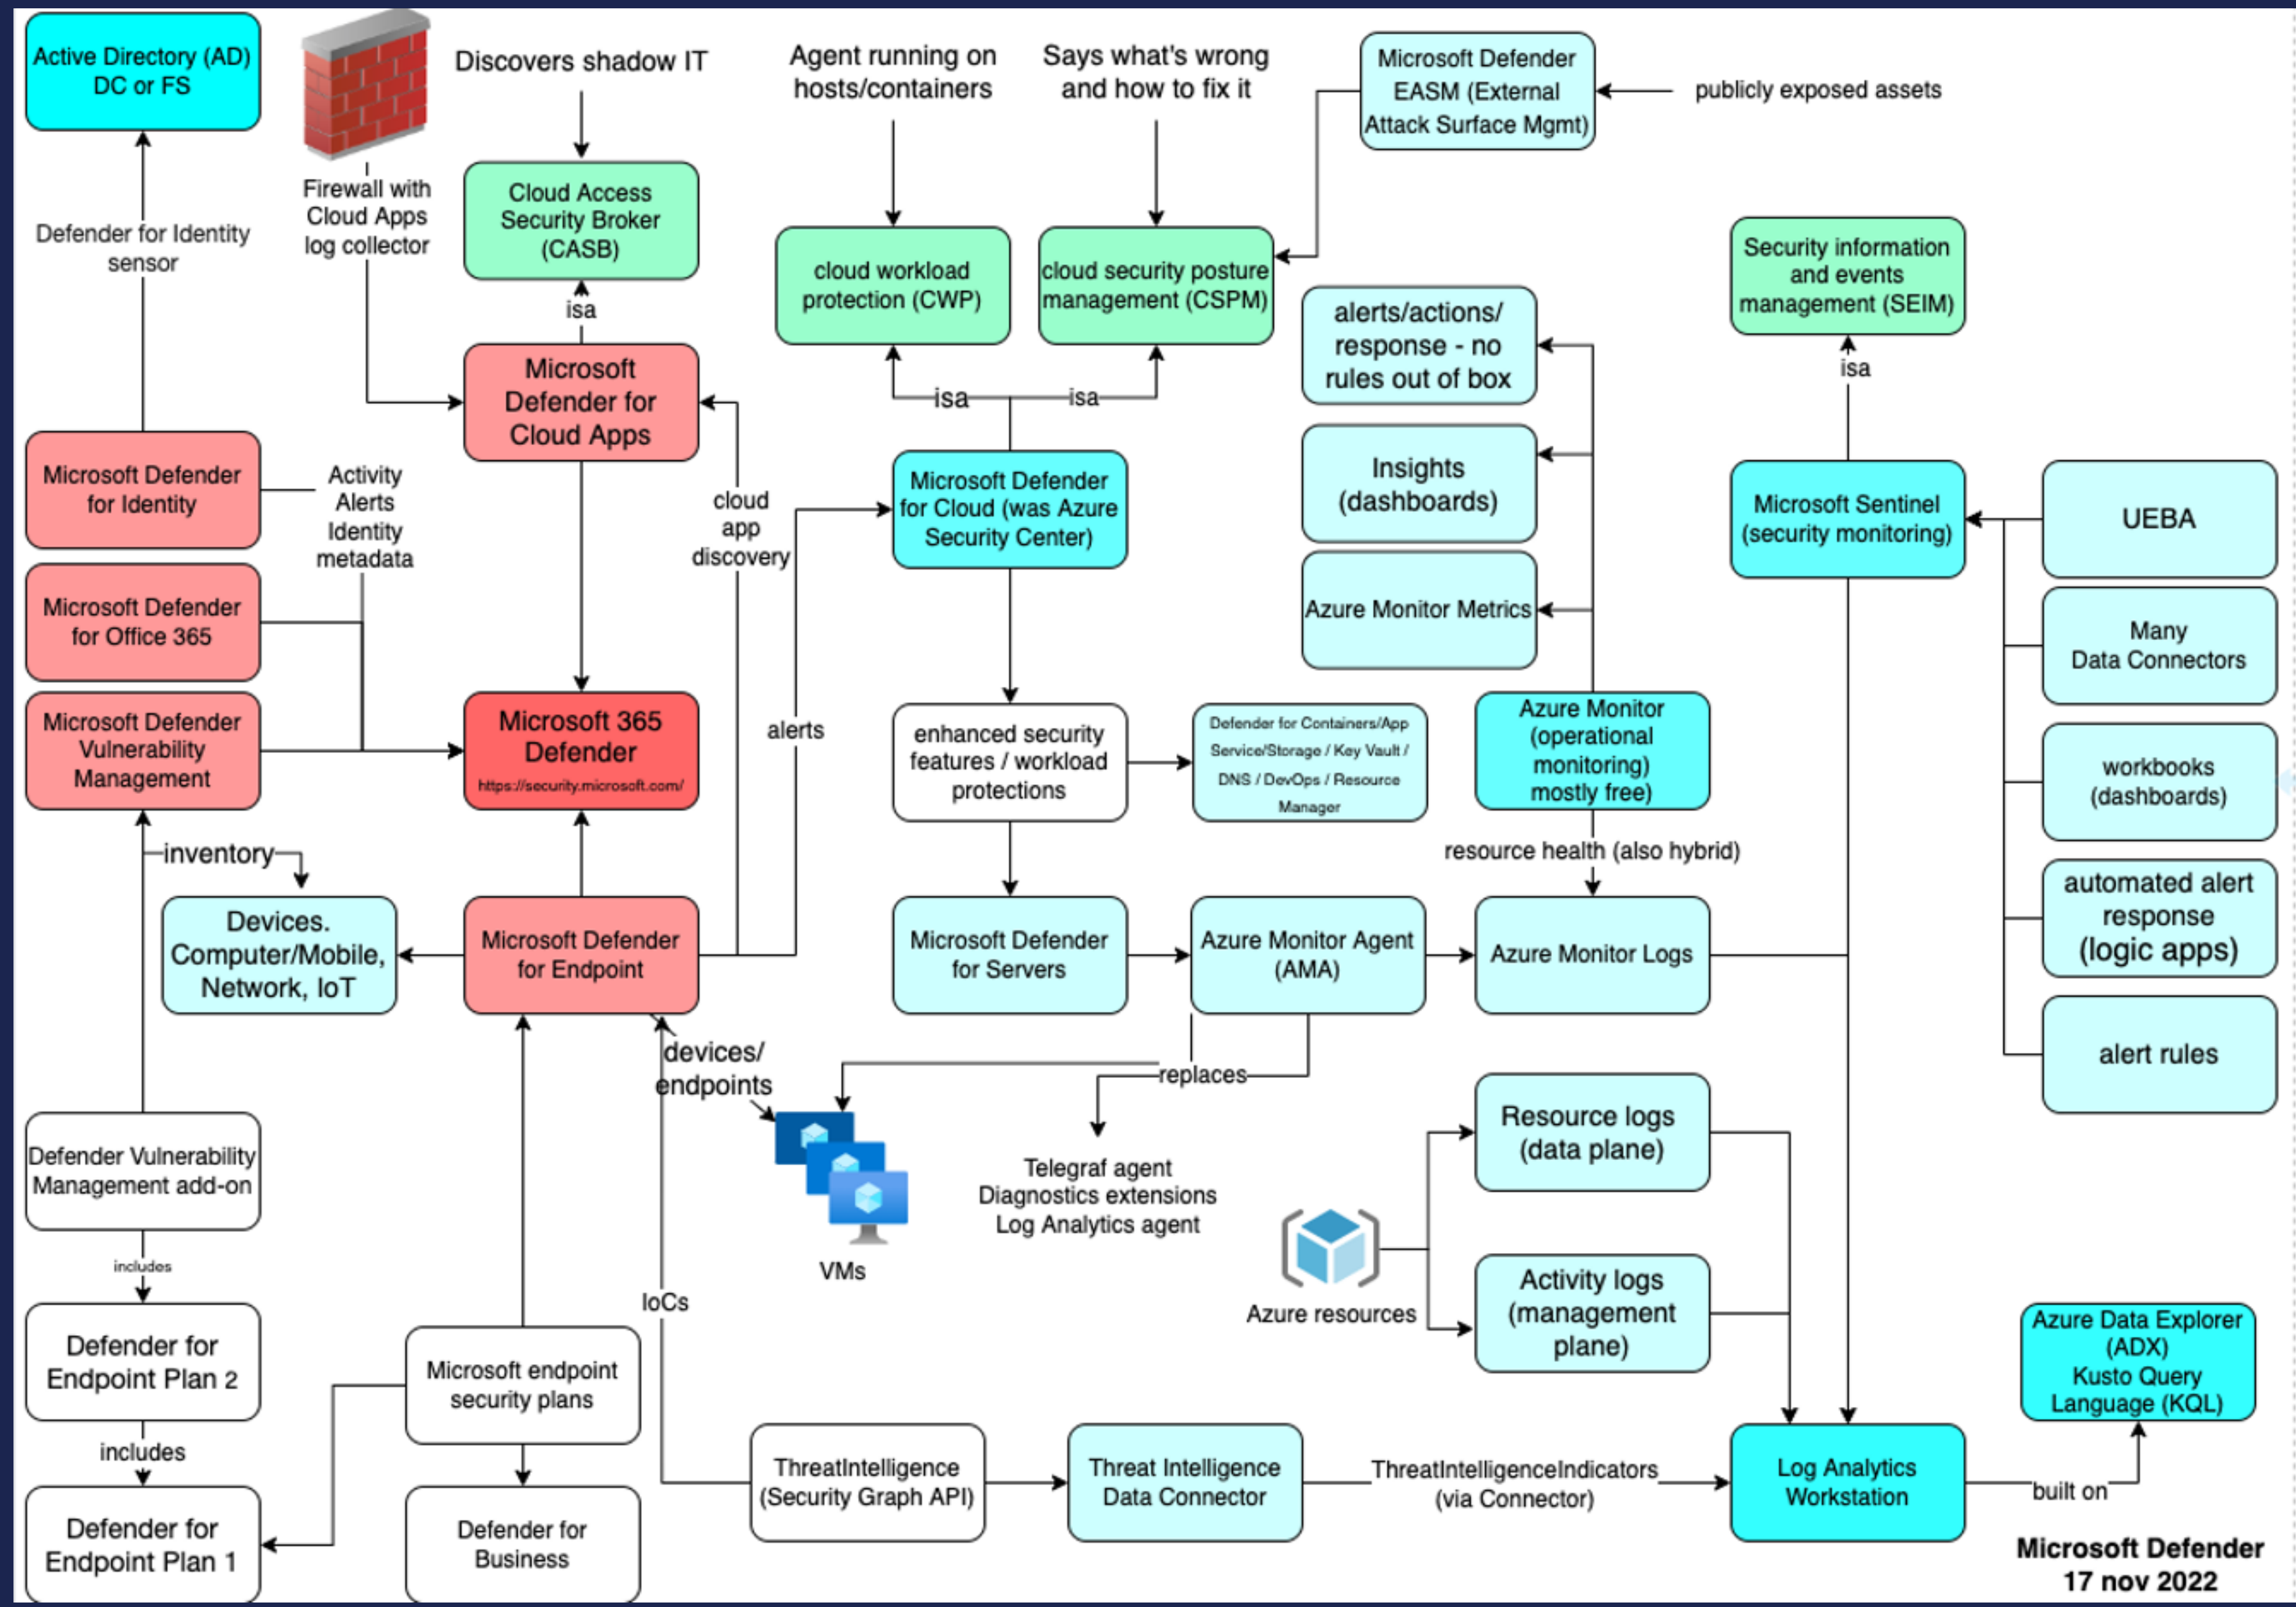 Active Directory (AD)
DC or FS
Discovers shadow IT
Agent running on
hosts/containers
Says what's wrong
and how to fix it
Microsoft Defender
EASM (External
Attack Surface Mgmt)
publicly exposed assets
Firewall with
Cloud Apps
log collector
Defender for Identity
sensor
Cloud Access
Security Broker
(CASB)
isa
cloud workload
protection (CWP)
cloud security posture
management (CSPM)
Security information
and events
management (SEIM)
isa
alerts/actions/
response - no
rules out of box
Microsoft
Defender for
Cloud Apps
isa
isa
Insights
(dashboards)
Azure Monitor Metrics
Microsoft Defender
for Identity
Activity
Alerts
Identity
metadata
cloud
app
discovery
Microsoft Defender
for Cloud (was Azure
Security Center)
Microsoft Sentinel
(security monitoring)
UEBA
Many
Data Connectors
workbooks
(dashboards)
automated alert
response
(logic apps)
alert rules
Microsoft Defender
for Office 365
Microsoft Defender
Vulnerability
Management
Microsoft 365
Defender
https://security.microsoft.com/
alerts
enhanced security
features / workload
protections
Defender for Containers/App
Service/Storage / Key Vault /
DNS / DevOps / Resource
Manager
Azure Monitor
(operational
monitoring)
mostly free)
resource health (also hybrid)
inventory
Devices.
Computer/Mobile,
Network, IoT
Microsoft Defender
for Endpoint
Microsoft Defender
for Servers
Azure Monitor Agent
(AMA)
Azure Monitor Logs
devices/
endpoints
replaces
Telegraf agent
Diagnostics extensions
Log Analytics agent
VMs
Resource logs
(data plane)
Azure resources
Activity logs
(management
plane)
Defender Vulnerability
Management add-on
includes
Defender for
Endpoint Plan 2
includes
Defender for
Endpoint Plan 1
Microsoft endpoint
security plans
Defender for
Business
IoCs
ThreatIntelligence
(Security Graph API)
Threat Intelligence
Data Connector
ThreatIntelligenceIndicators
(via Connector)
Log Analytics
Workstation
built on
Azure Data Explorer
(ADX)
Kusto Query
Language (KQL)
Microsoft Defender
17 nov 2022